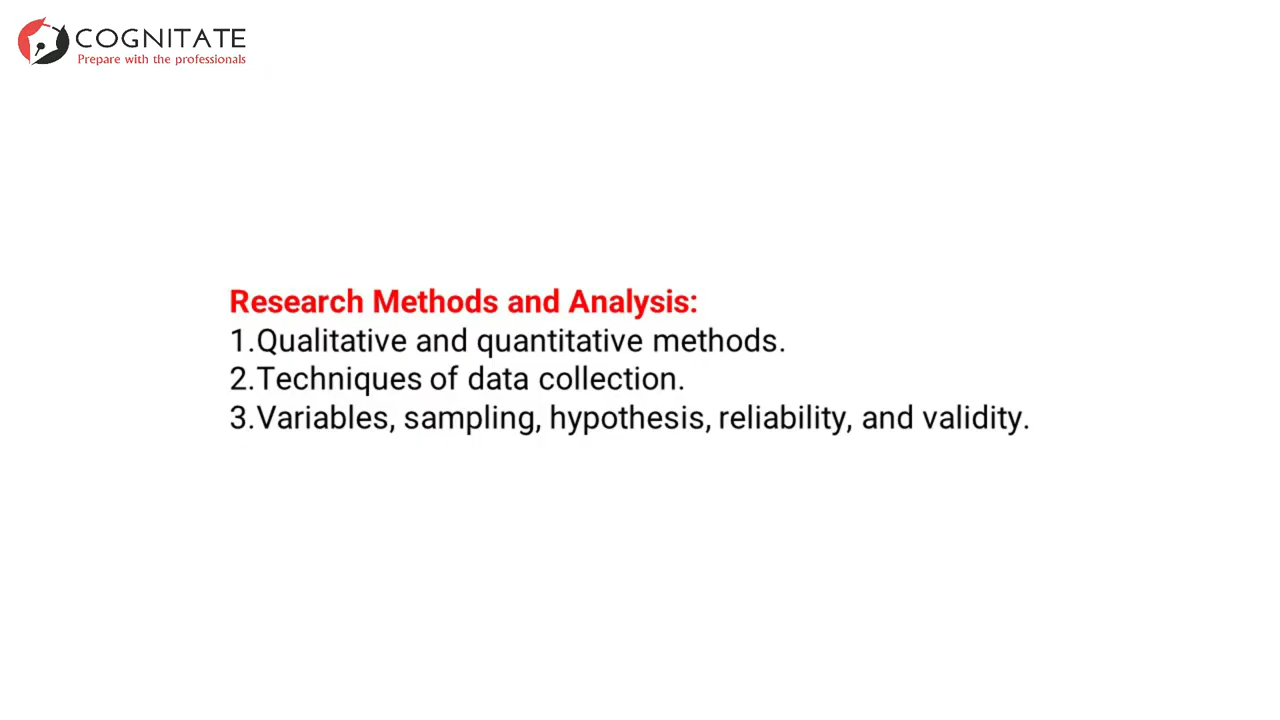 COGNITATE
Prepare with the professionals
Research Methods and Analysis:
1.Qualitative and quantitative methods.
2.Techniques of data collection.
3.Variables, sampling, hypothesis, reliability, and validity.